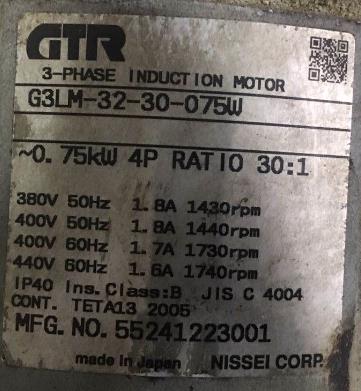 GTR
3-PHASE INDUCTION MOTOR
G3LM-32-30-075W
~0.75kW 4P RATIO 30:1
380V 50Hz 1.8A 1430rpm
400V 50Hz 1.8A 1440rpm
400V 60Hz 1.7A 1730rpm
440V 60Hz 1.6A 1740rpm
IP40 Ins.Class:B JIS C 4004
CONT. TETA13 2005
MFG.NO.55241223001
made in Japan NISSEI CORP.